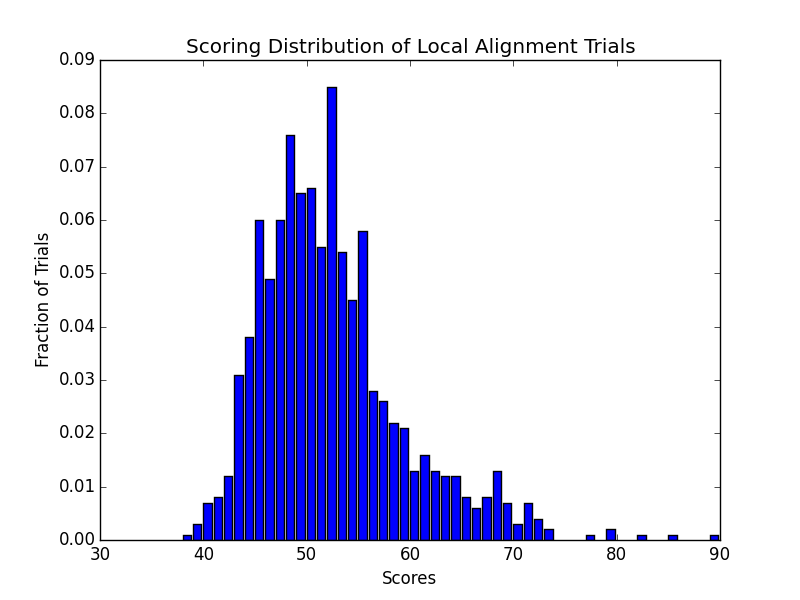 Scoring Distribution of Local Alignment Trials
0.09
0.08
0.07
0.06
0.05
0.04
0.03
0.02
0.01
0.00
Fraction of Trials
30 40 50 60 70 80 90
Scores